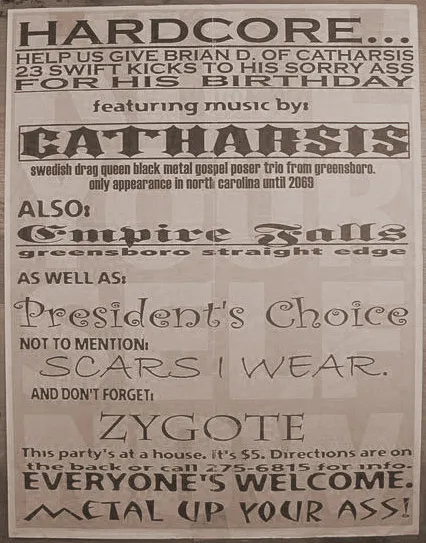 HARDCORE...
HELP US GIVE BRIAN D. OF CATHARSIS
23 SWIFT KICKS TO HIS SORRY ASS
FOR HIS BIRTHDAY
featuring music by:
CATHARSIS
swedish drag queen black metal gospel poser trio from greensboro.
only appearance in north carolina until 2069
ALSO:
Empire Falls
greensboro straight edge
AS WELL AS:
President's Choice
NOT TO MENTION:
SCARS I WEAR.
AND DON'T FORGET:
ZYGOTE
This party's at a house. It's $5. Directions are on
the back or call 275-6815 for info.
EVERYONE'S WELCOME.
METAL UP YOUR ASS!